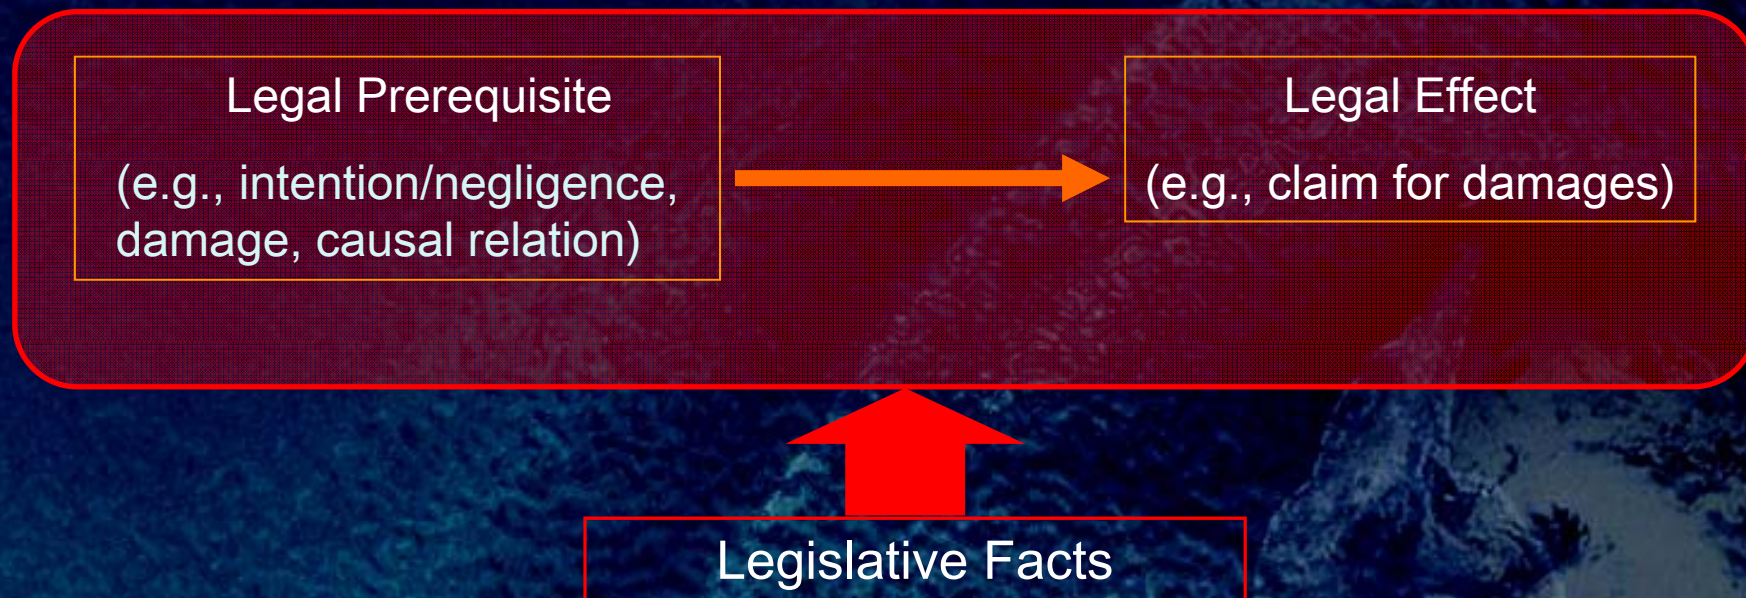 Legal Prerequisite
(e.g., intention/negligence,
damage, causal relation)
Legal Effect
(e.g., claim for damages)
Legislative Facts